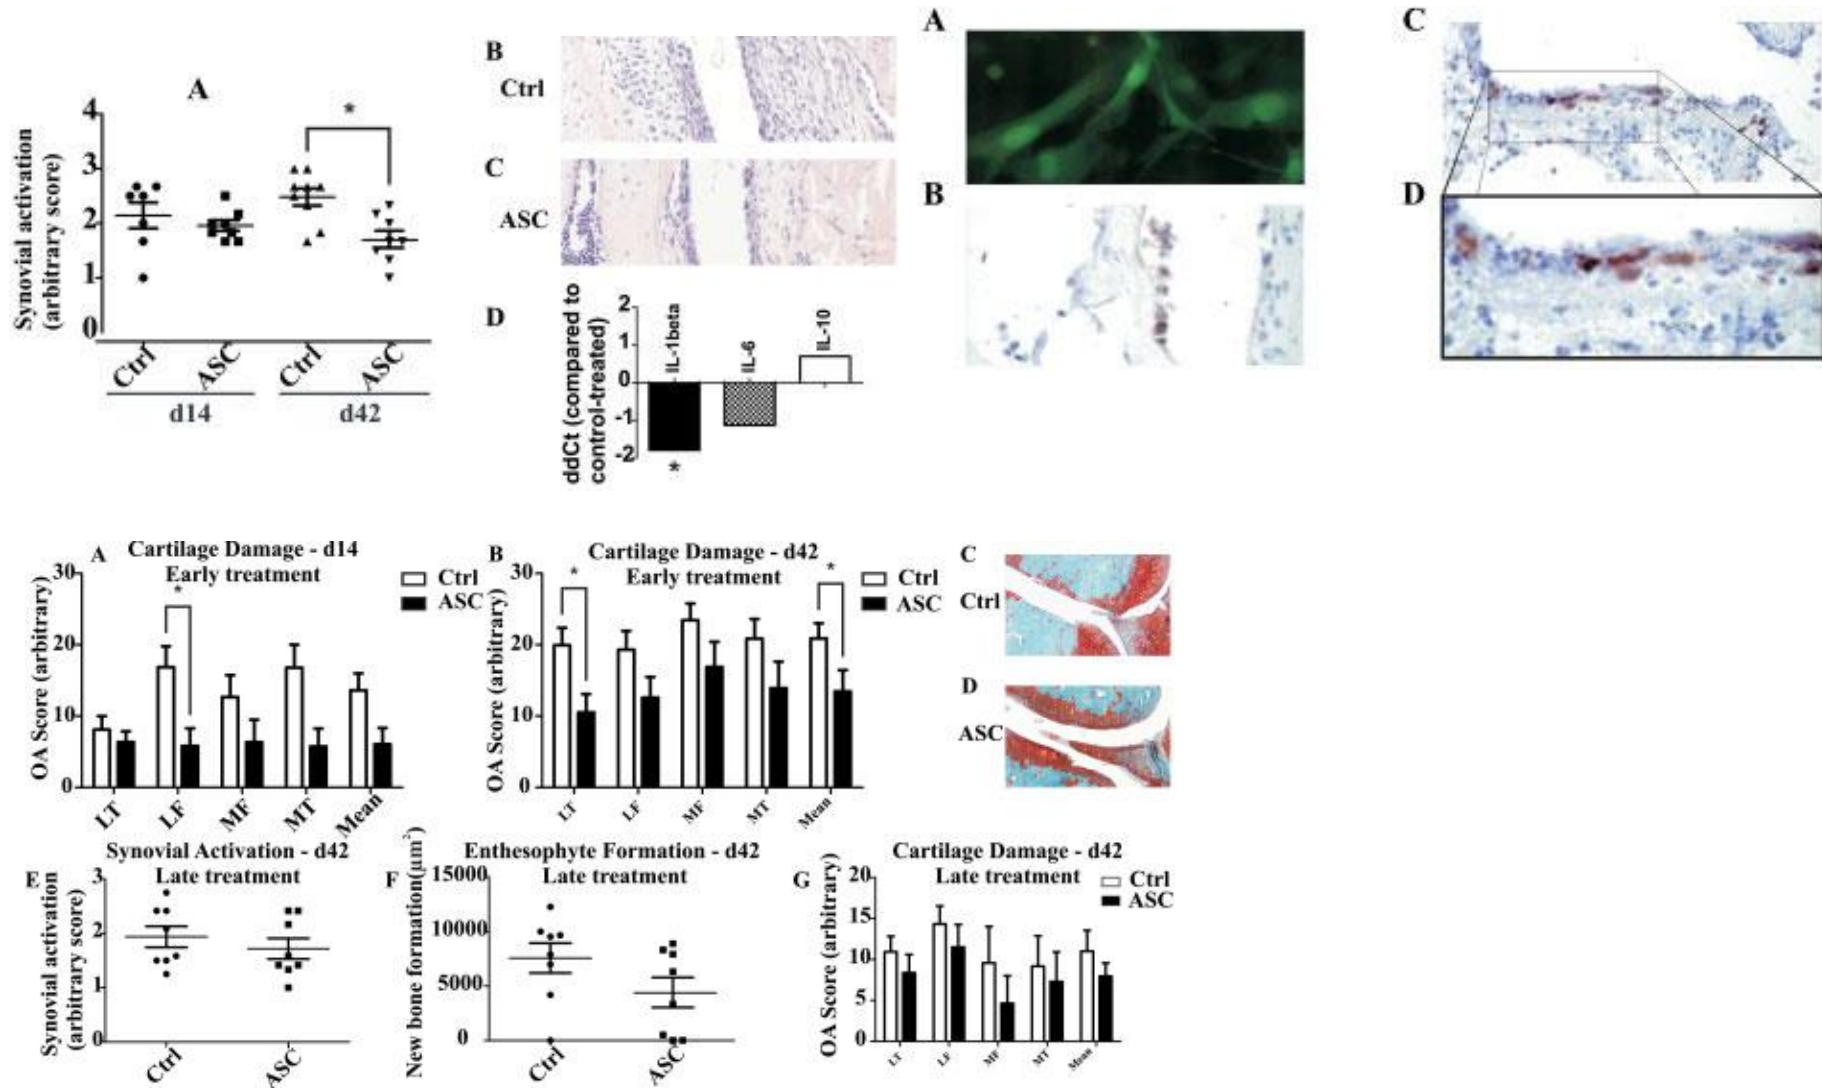 A
Synovial activation
(arbitrary score)
4
3
2
1
0
*
Ctrl
ASC
Ctrl
ASC
d14
d42
B
Ctrl
C
ASC
D
ddCt (compared to
control-treated)
2
1
0
-1
-2
IL-1beta
IL-6
IL-10
*
A
B
C
D
A
Cartilage Damage - d14
Early treatment
OA Score (arbitrary)
30
20
10
0
*
Ctrl
ASC
LT
LF
MF
MT
Mean
B
Cartilage Damage - d42
Early treatment
OA Score (arbitrary)
30
20
10
0
*
*
Ctrl
ASC
LT
LF
MF
MT
Mean
C
Ctrl
D
ASC
E
Synovial Activation - d42
Late treatment
Synovial activation
(arbitrary score)
3
2
1
0
Ctrl
ASC
F
Enthesophyte Formation - d42
Late treatment
New bone formation(μm²)
15000
10000
5000
0
Ctrl
ASC
G
Cartilage Damage - d42
Late treatment
OA Score (arbitrary)
20
15
10
5
0
Ctrl
ASC
LT
LF
MF
MT
Mean